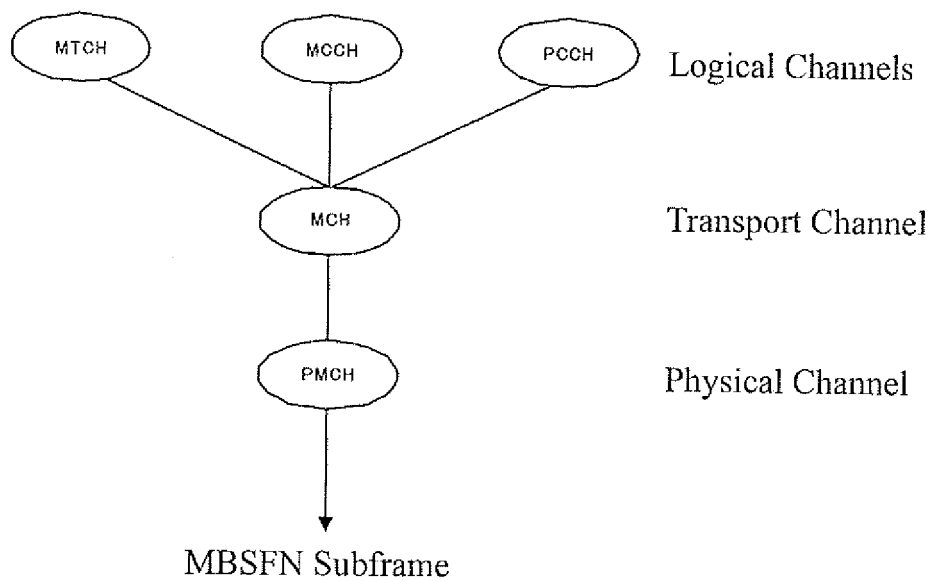 MTCH
MCCH
PCCH
Logical Channels
MCH
Transport Channel
PMCH
Physical Channel
MBSFN Subframe